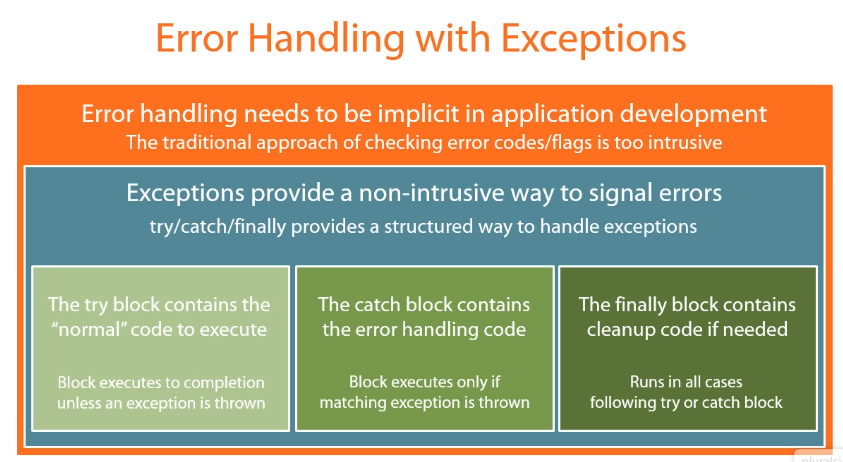 Error Handling with Exceptions
Error handling needs to be implicit in application development
The traditional approach of checking error codes/flags is too intrusive
Exceptions provide a non-intrusive way to signal errors
try/catch/finally provides a structured way to handle exceptions
The try block contains the
“normal” code to execute
Block executes to completion
unless an exception is thrown
The catch block contains
the error handling code
Block executes only if
matching exception is thrown
The finally block contains
cleanup code if needed
Runs in all cases
following try or catch block